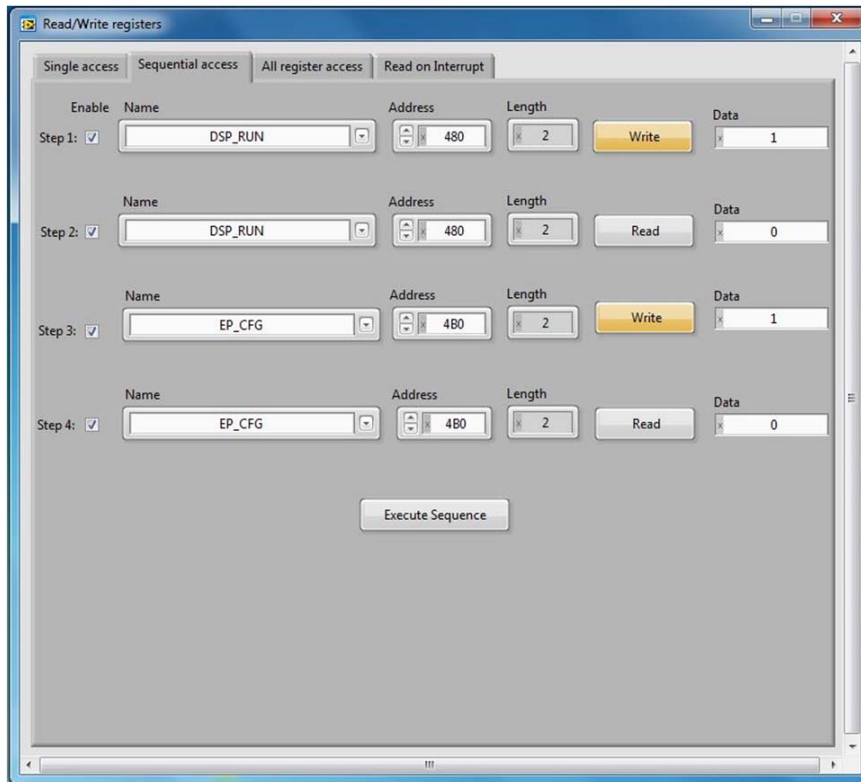 Read/Write registers
Single access Sequential access All register access Read on Interrupt
Enable Name Address Length Data
Step 1: DSP_RUN x 480 x 2 Write x 1
Name Address Length Data
Step 2: DSP_RUN x 480 x 2 Read x 0
Name Address Length Data
Step 3: EP_CFG x 4B0 x 2 Write x 1
Name Address Length Data
Step 4: EP_CFG x 4B0 x 2 Read x 0
Execute Sequence